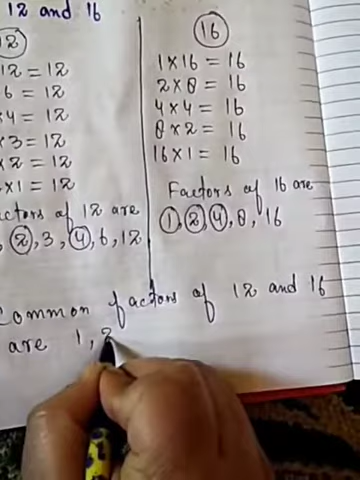 12 and 16
12
12 = 12
6 = 12
×4 = 12
×3 = 12
× 2 = 12
×1 = 12
actors of 12 are
, 2, 3, 4, 6, 12
16
1 × 16 = 16
2 × 8 = 16
4 × 4 = 16
8 × 2 = 16
16 × 1 = 16
Factors of 16 are
1, 2, 4, 8, 16
Common factors of 12 and 16
are 1, 2